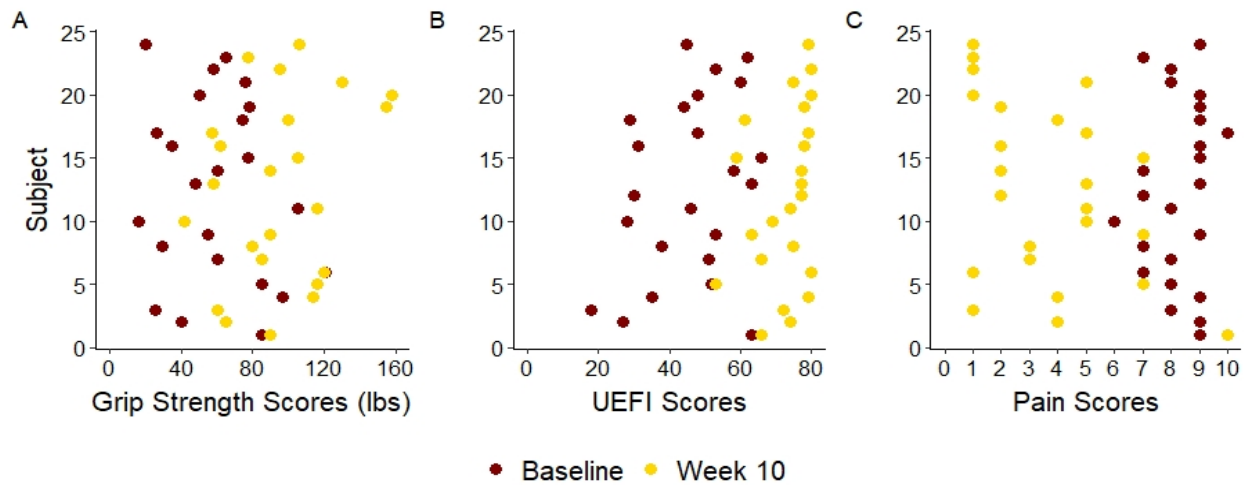 A
B
C
25
20
15
10
5
0
Subject
0 40 80 120 160
Grip Strength Scores (lbs)
25
20
15
10
5
0
0 20 40 60 80
UEFI Scores
25
20
15
10
5
0
0 1 2 3 4 5 6 7 8 9 10
Pain Scores
Baseline Week 10